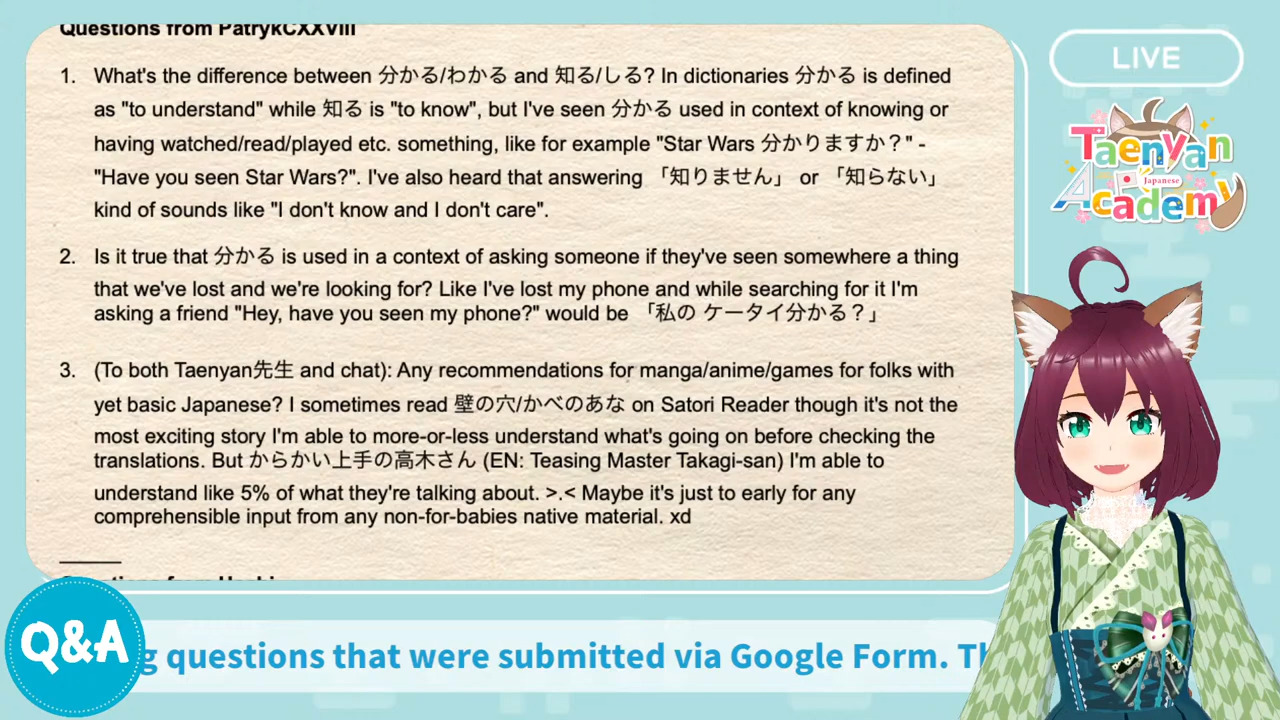 Questions from PatrykCXXVIII
1. What's the difference between 分かる/わかる and 知る/しる? In dictionaries 分かる is defined
as "to understand" while 知る is "to know", but I've seen 分かる used in context of knowing or
having watched/read/played etc. something, like for example "Star Wars 分かりますか？" -
"Have you seen Star Wars?". I've also heard that answering 「知りません」 or 「知らない」
kind of sounds like "I don't know and I don't care".
2. Is it true that 分かる is used in a context of asking someone if they've seen somewhere a thing
that we've lost and we're looking for? Like I've lost my phone and while searching for it I'm
asking a friend "Hey, have you seen my phone?" would be 「私の ケータイ分かる？」
3. (To both Taenyan先生 and chat): Any recommendations for manga/anime/games for folks with
yet basic Japanese? I sometimes read 壁の穴/かべのあな on Satori Reader though it's not the
most exciting story I'm able to more-or-less understand what's going on before checking the
translations. But からかい上手の高木さん (EN: Teasing Master Takagi-san) I'm able to
understand like 5% of what they're talking about. >.< Maybe it's just to early for any
comprehensible input from any non-for-babies native material. xd
LIVE
Taenyan
Japanese
Academy
Q&A
g questions that were submitted via Google Form. Th